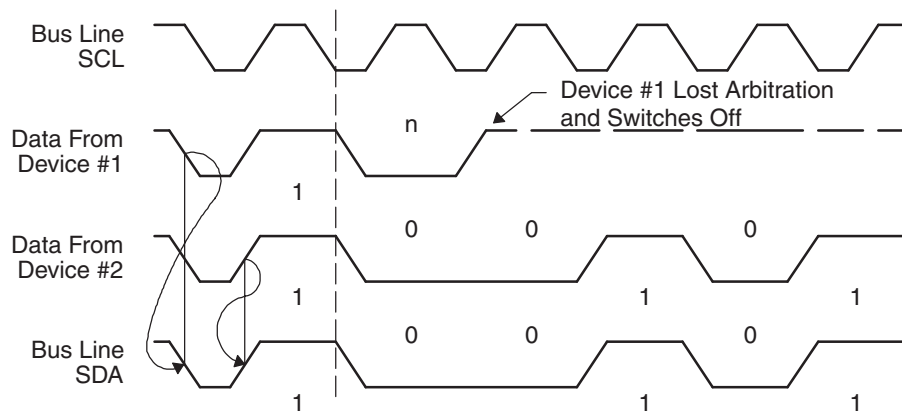 Bus Line
SCL
Device #1 Lost Arbitration
and Switches Off
n
Data From
Device #1
1
0 0 0
Data From
Device #2
1 1 1
0 0 0
Bus Line
SDA
1 1 1